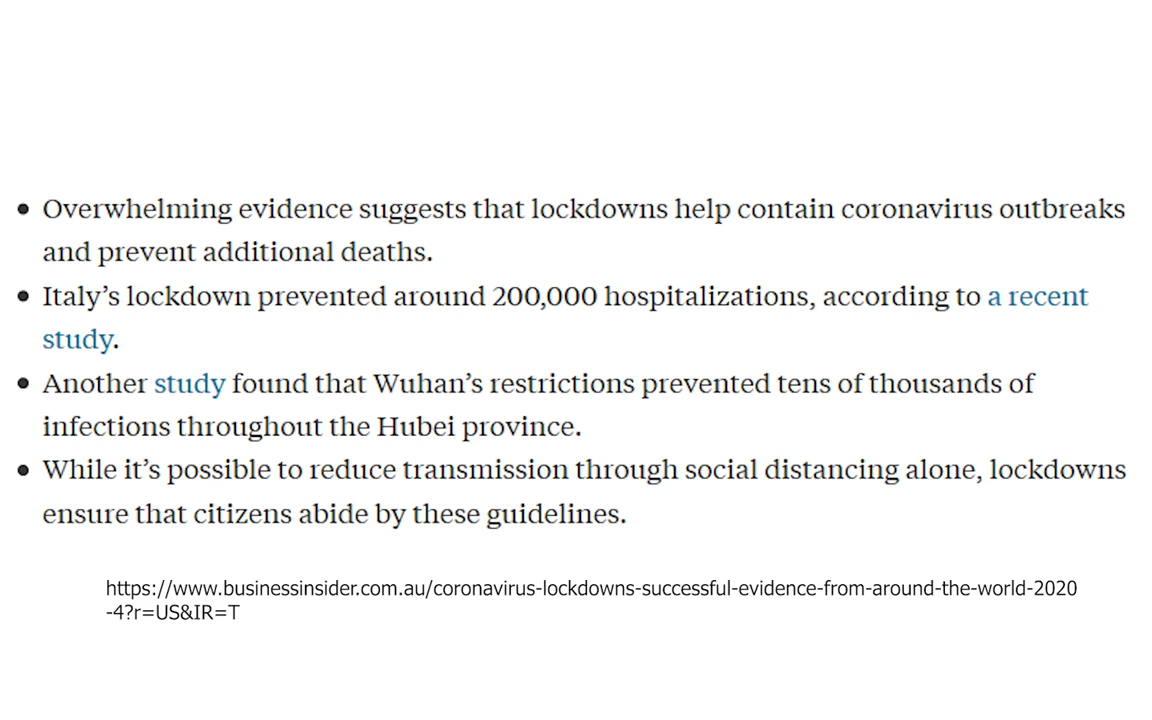 • Overwhelming evidence suggests that lockdowns help contain coronavirus outbreaks
and prevent additional deaths.
• Italy’s lockdown prevented around 200,000 hospitalizations, according to a recent
study.
• Another study found that Wuhan’s restrictions prevented tens of thousands of
infections throughout the Hubei province.
• While it’s possible to reduce transmission through social distancing alone, lockdowns
ensure that citizens abide by these guidelines.
https://www.businessinsider.com.au/coronavirus-lockdowns-successful-evidence-from-around-the-world-2020
-4?r=US&IR=T